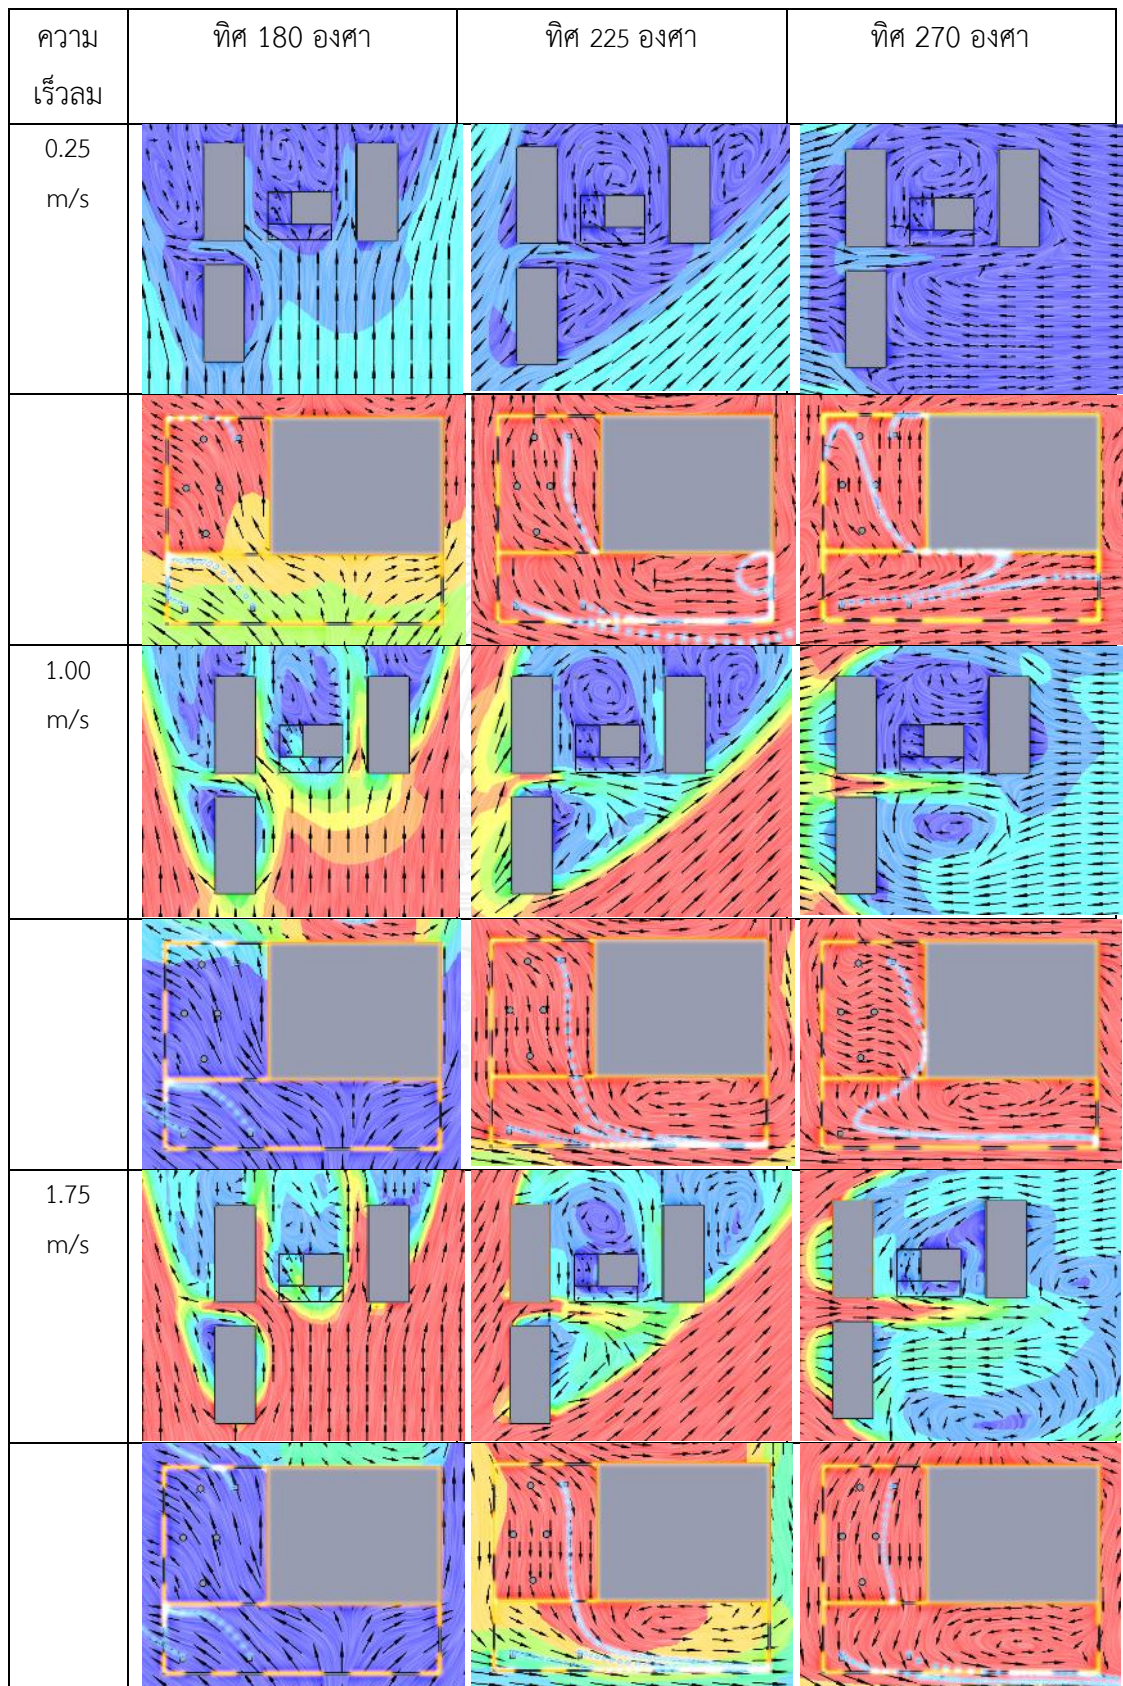 ความ
เร็วลม
ทิศ 180 องศา
ทิศ 225 องศา
ทิศ 270 องศา
0.25
m/s
1.00
m/s
1.75
m/s